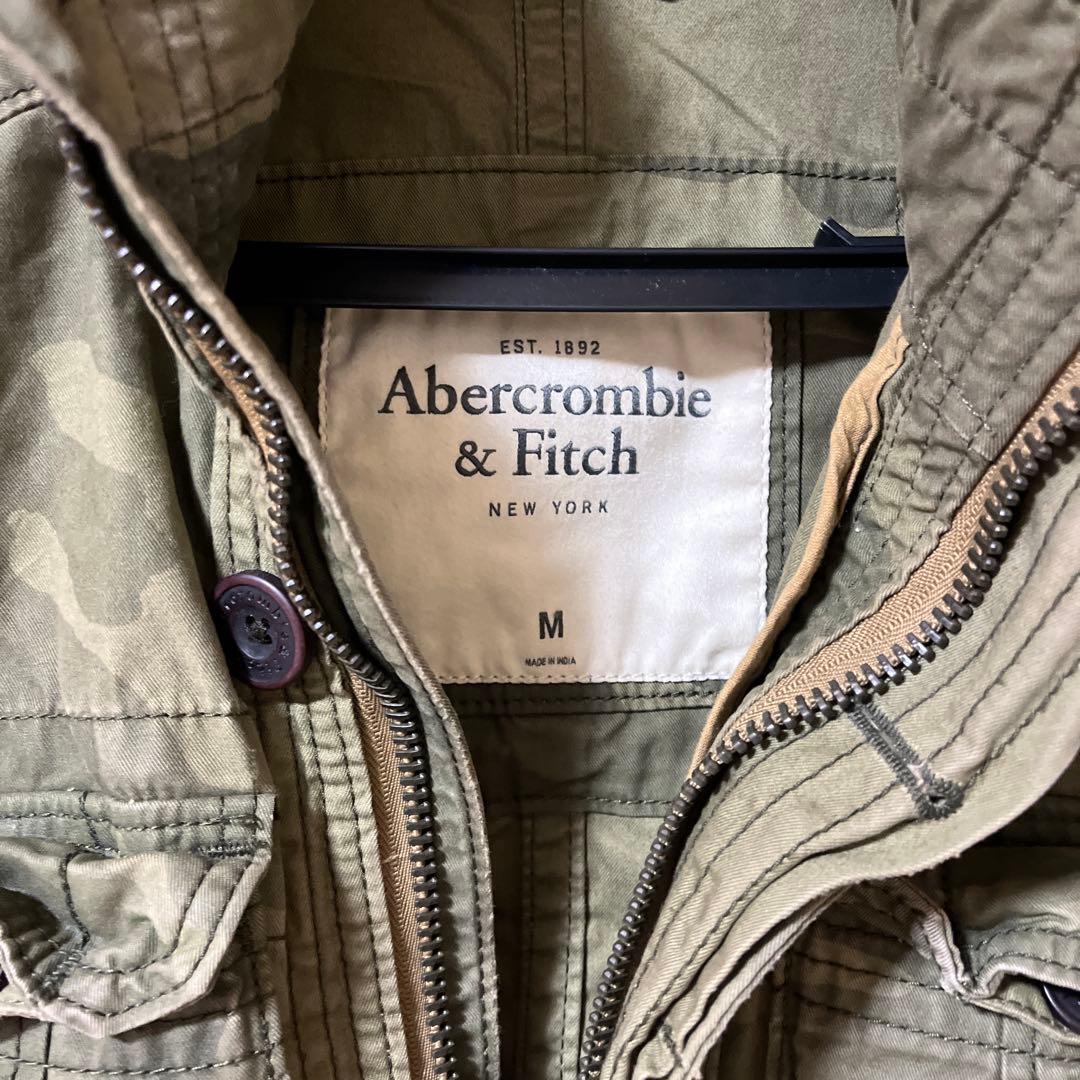 EST. 1892
Abercrombie
& Fitch
NEW YORK
M
MADE IN INDIA